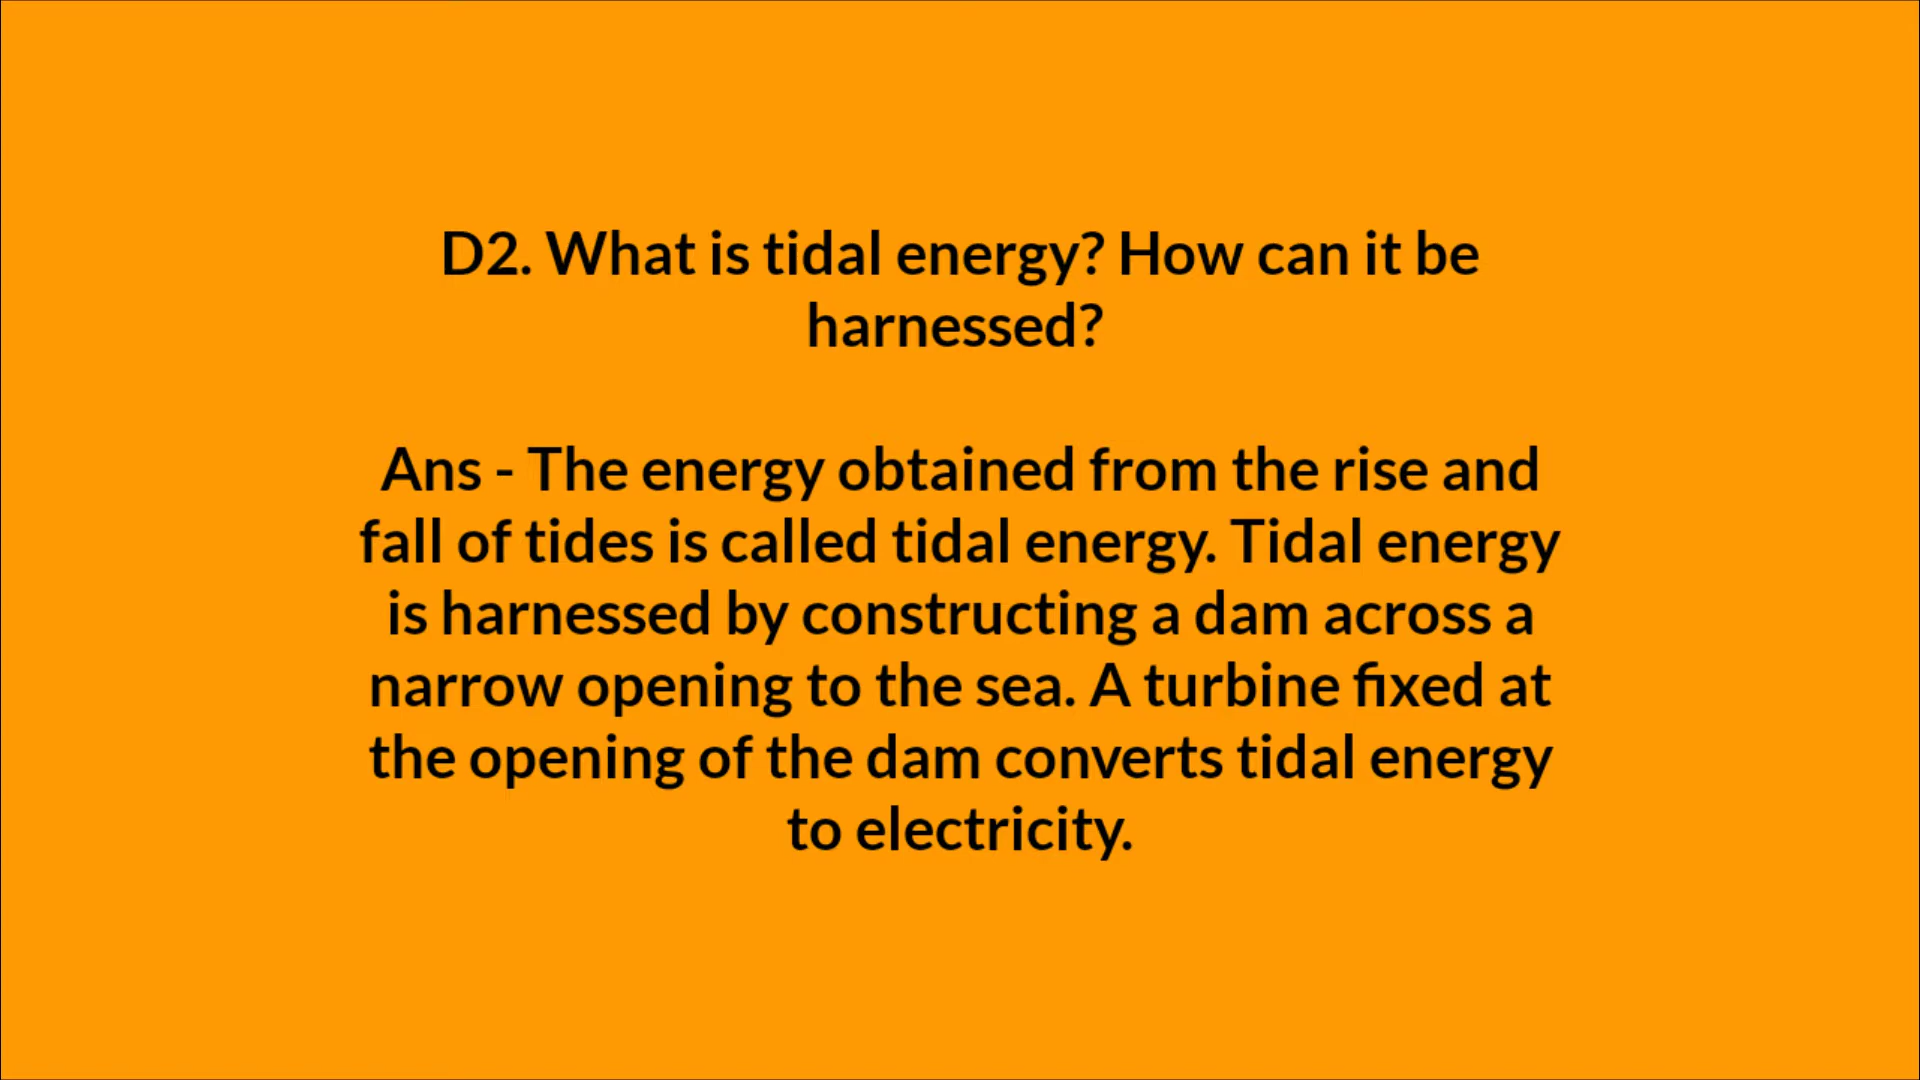 D2. What is tidal energy? How can it be
harnessed?
Ans - The energy obtained from the rise and
fall of tides is called tidal energy. Tidal energy
is harnessed by constructing a dam across a
narrow opening to the sea. A turbine fixed at
the opening of the dam converts tidal energy
to electricity.